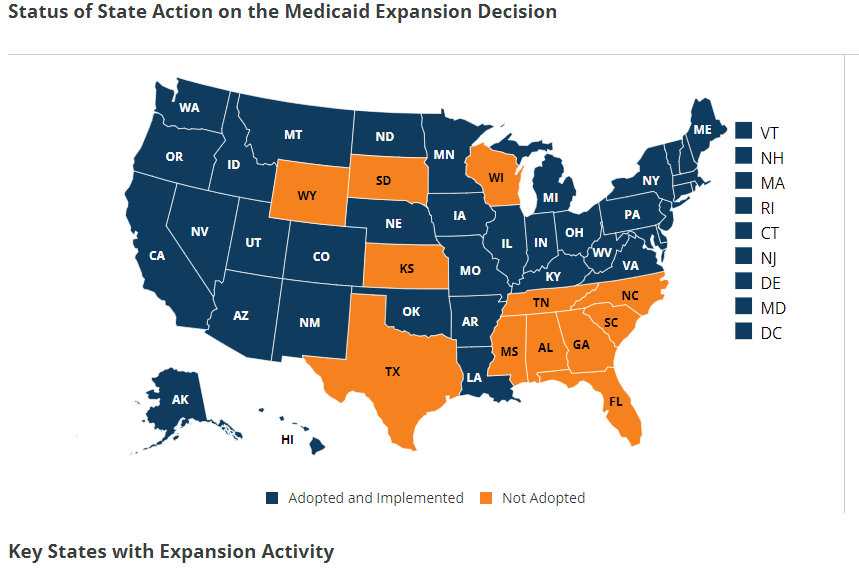 Status of State Action on the Medicaid Expansion Decision
WA
MT
ND
MN
ME
VT
OR
ID
NH
WY
SD
WI
MI
NY
MA
NV
NE
IA
PA
RI
CA
UT
CO
IL
IN
OH
WV
VA
CT
KS
MO
KY
NJ
AZ
NM
OK
AR
TN
NC
DE
TX
LA
MS
AL
GA
SC
MD
AK
HI
FL
DC
Adopted and Implemented
Not Adopted
Key States with Expansion Activity